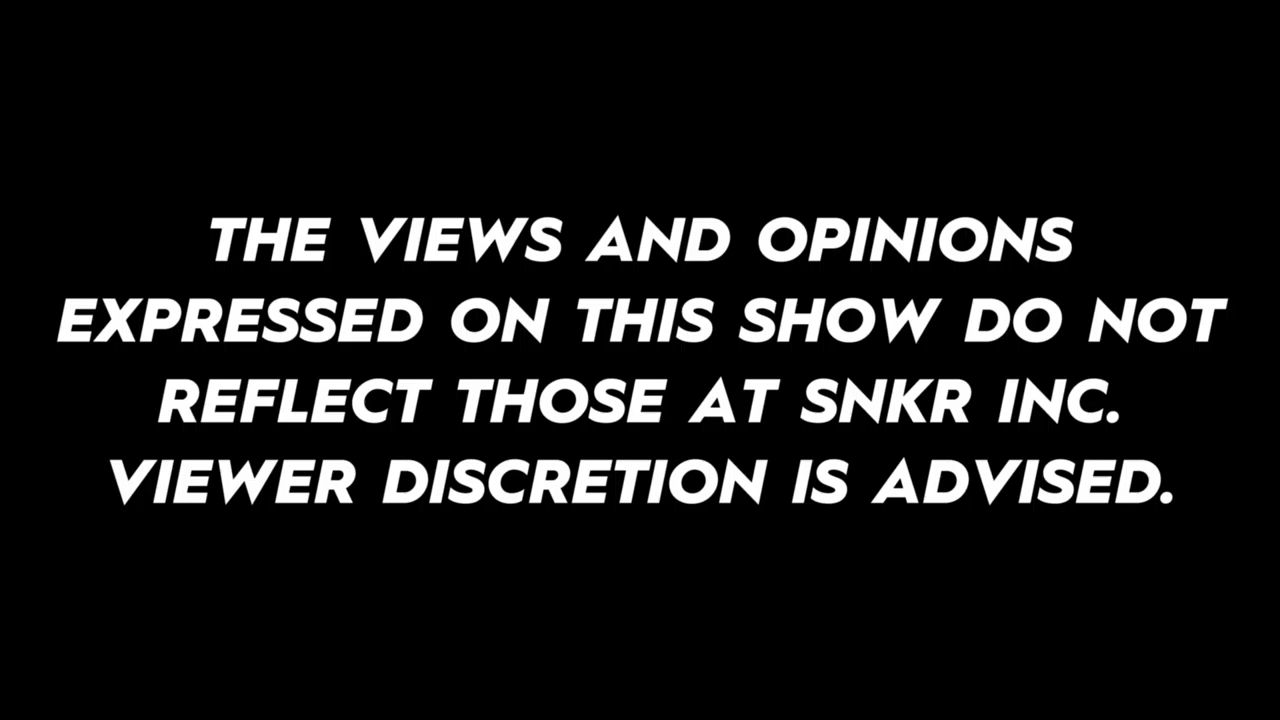 THE VIEWS AND OPINIONS
EXPRESSED ON THIS SHOW DO NOT
REFLECT THOSE AT SNKR INC.
VIEWER DISCRETION IS ADVISED.